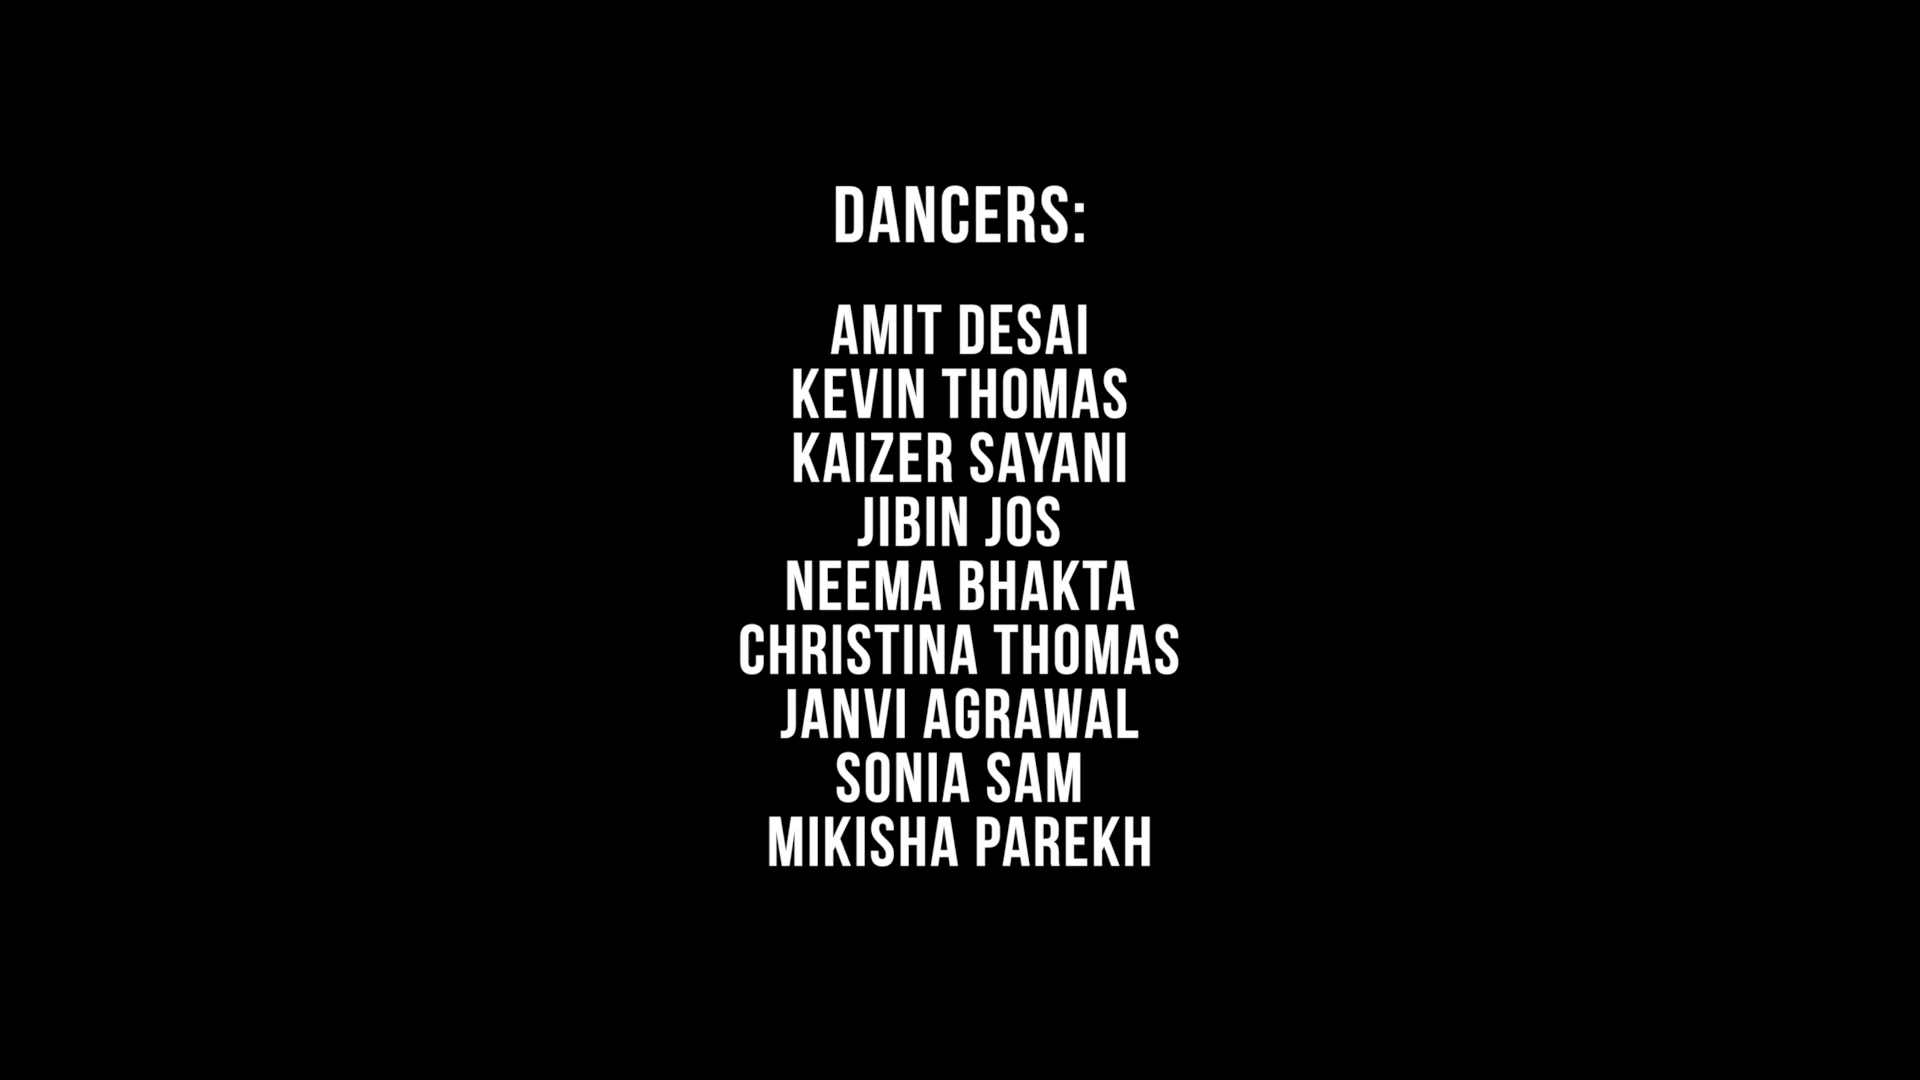 DANCERS:
AMIT DESAI
KEVIN THOMAS
KAIZER SAYANI
JIBIN JOS
NEEMA BHAKTA
CHRISTINA THOMAS
JANVI AGRAWAL
SONIA SAM
MIKISHA PAREKH